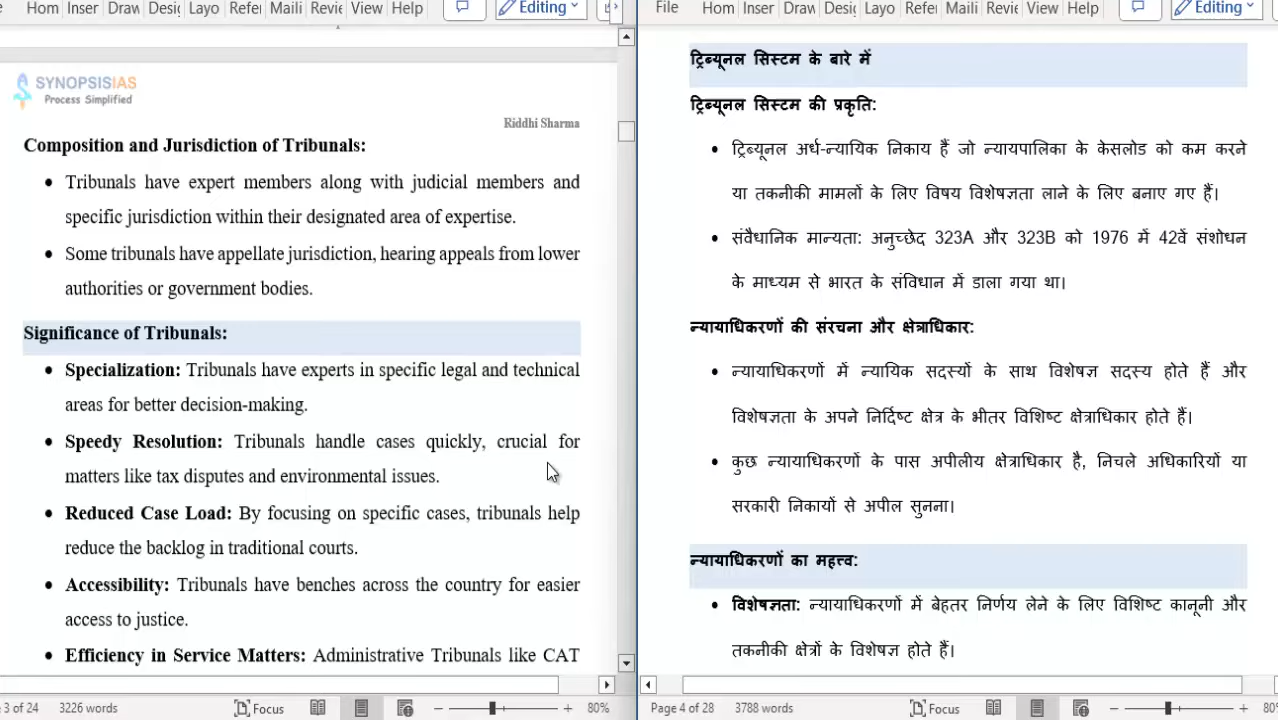 Hom Inser Draw Desig Layo Refer Maili Revie View Help Editing
SYNOPSISIAS
Process Simplified
Riddhi Sharma
Composition and Jurisdiction of Tribunals:
• Tribunals have expert members along with judicial members and
specific jurisdiction within their designated area of expertise.
• Some tribunals have appellate jurisdiction, hearing appeals from lower
authorities or government bodies.
Significance of Tribunals:
• Specialization: Tribunals have experts in specific legal and technical
areas for better decision-making.
• Speedy Resolution: Tribunals handle cases quickly, crucial for
matters like tax disputes and environmental issues.
• Reduced Case Load: By focusing on specific cases, tribunals help
reduce the backlog in traditional courts.
• Accessibility: Tribunals have benches across the country for easier
access to justice.
• Efficiency in Service Matters: Administrative Tribunals like CAT
3 of 24 3226 words Focus 80%
File Hom Inser Draw Desig Layo Refer Maili Revie View Help Editing
ट्रिब्यूनल सिस्टम के बारे में
ट्रिब्यूनल सिस्टम की प्रकृति:
• ट्रिब्यूनल अर्ध-न्यायिक निकाय हैं जो न्यायपालिका के केसलोड को कम करने
या तकनीकी मामलों के लिए विषय विशेषज्ञता लाने के लिए बनाए गए हैं।
• संवैधानिक मान्यता: अनुच्छेद 323A और 323B को 1976 में 42वें संशोधन
के माध्यम से भारत के संविधान में डाला गया था।
न्यायाधिकरणों की संरचना और क्षेत्राधिकार:
• न्यायाधिकरणों में न्यायिक सदस्यों के साथ विशेषज्ञ सदस्य होते हैं और
विशेषज्ञता के अपने निर्दिष्ट क्षेत्र के भीतर विशिष्ट क्षेत्राधिकार होते हैं।
• कुछ न्यायाधिकरणों के पास अपीलीय क्षेत्राधिकार है, निचले अधिकारियों या
सरकारी निकायों से अपील सुनना।
न्यायाधिकरणों का महत्त्व:
• विशेषज्ञता: न्यायाधिकरणों में बेहतर निर्णय लेने के लिए विशिष्ट कानूनी और
तकनीकी क्षेत्रों के विशेषज्ञ होते हैं।
Page 4 of 28 3788 words Focus 80%